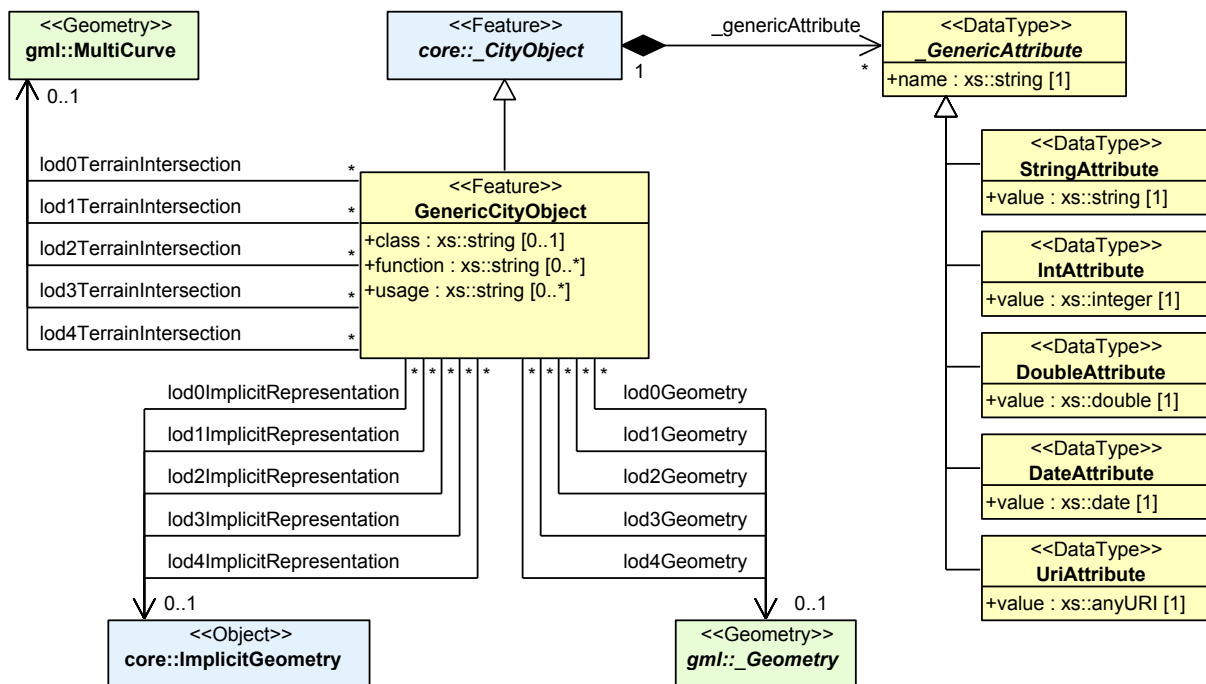 <<Geometry>>
gml::MultiCurve
<<Feature>>
core::_CityObject
_genericAttribute
1
*
<<DataType>>
_GenericAttribute
+name : xs::string [1]
0..1
lod0TerrainIntersection
*
lod1TerrainIntersection
*
lod2TerrainIntersection
*
lod3TerrainIntersection
*
lod4TerrainIntersection
*
<<Feature>>
GenericCityObject
+class : xs::string [0..1]
+function : xs::string [0..*]
+usage : xs::string [0..*]
<<DataType>>
StringAttribute
+value : xs::string [1]
<<DataType>>
IntAttribute
+value : xs::integer [1]
<<DataType>>
DoubleAttribute
+value : xs::double [1]
<<DataType>>
DateAttribute
+value : xs::date [1]
<<DataType>>
UriAttribute
+value : xs::anyURI [1]
* * * * *
* * * * *
lod0ImplicitRepresentation
lod1ImplicitRepresentation
lod2ImplicitRepresentation
lod3ImplicitRepresentation
lod4ImplicitRepresentation
0..1
<<Object>>
core::ImplicitGeometry
lod0Geometry
lod1Geometry
lod2Geometry
lod3Geometry
lod4Geometry
0..1
<<Geometry>>
gml::_Geometry